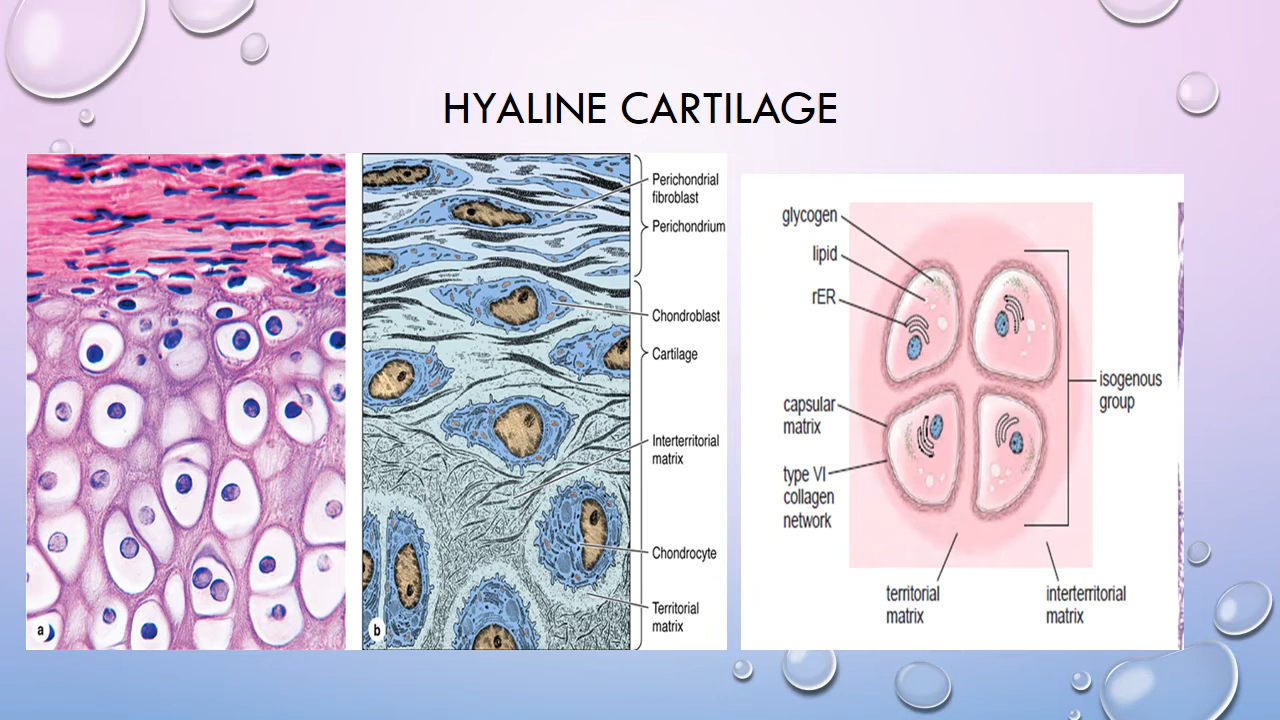 HYALINE CARTILAGE
a
b
Perichondrial
fibroblast
Perichondrium
Chondroblast
Cartilage
Interterritorial
matrix
Chondrocyte
Territorial
matrix
glycogen
lipid
rER
capsular
matrix
type VI
collagen
network
isogenous
group
territorial
matrix
interterritorial
matrix